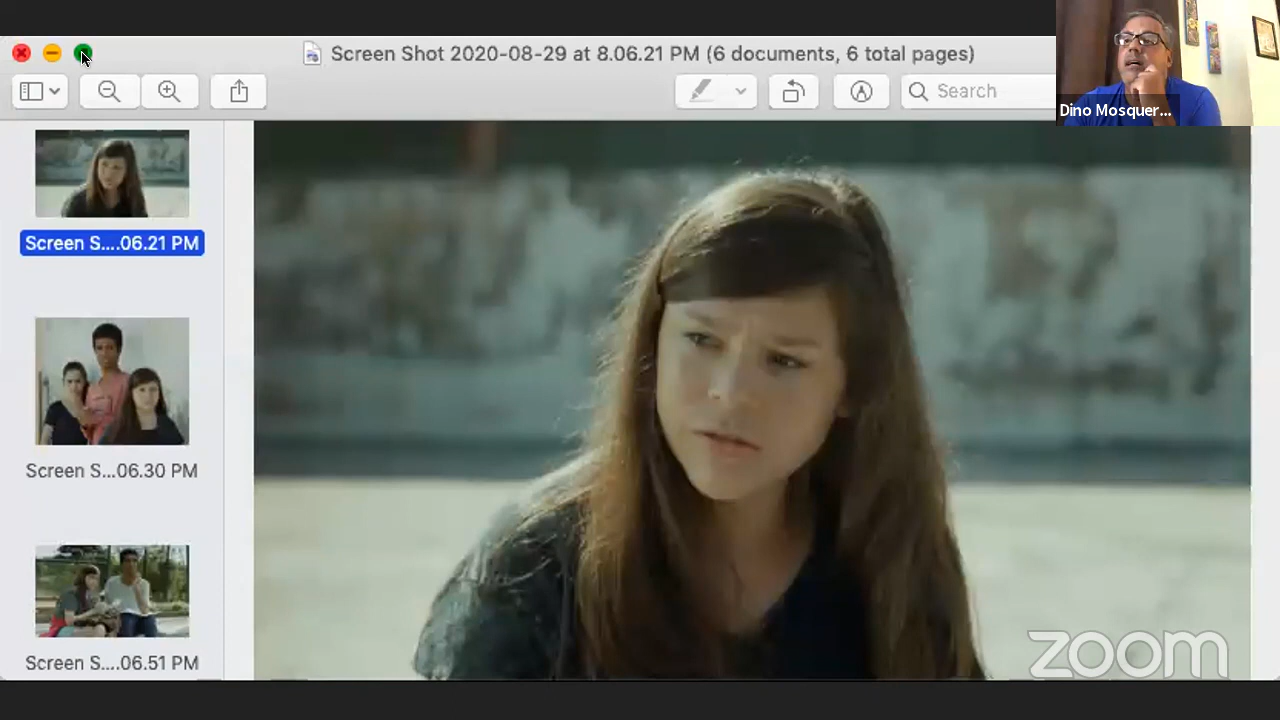 Screen Shot 2020-08-29 at 8.06.21 PM (6 documents, 6 total pages)
Search
Dino Mosquer...
Screen S....06.21 PM
Screen S...06.30 PM
Screen S....06.51 PM
zoom